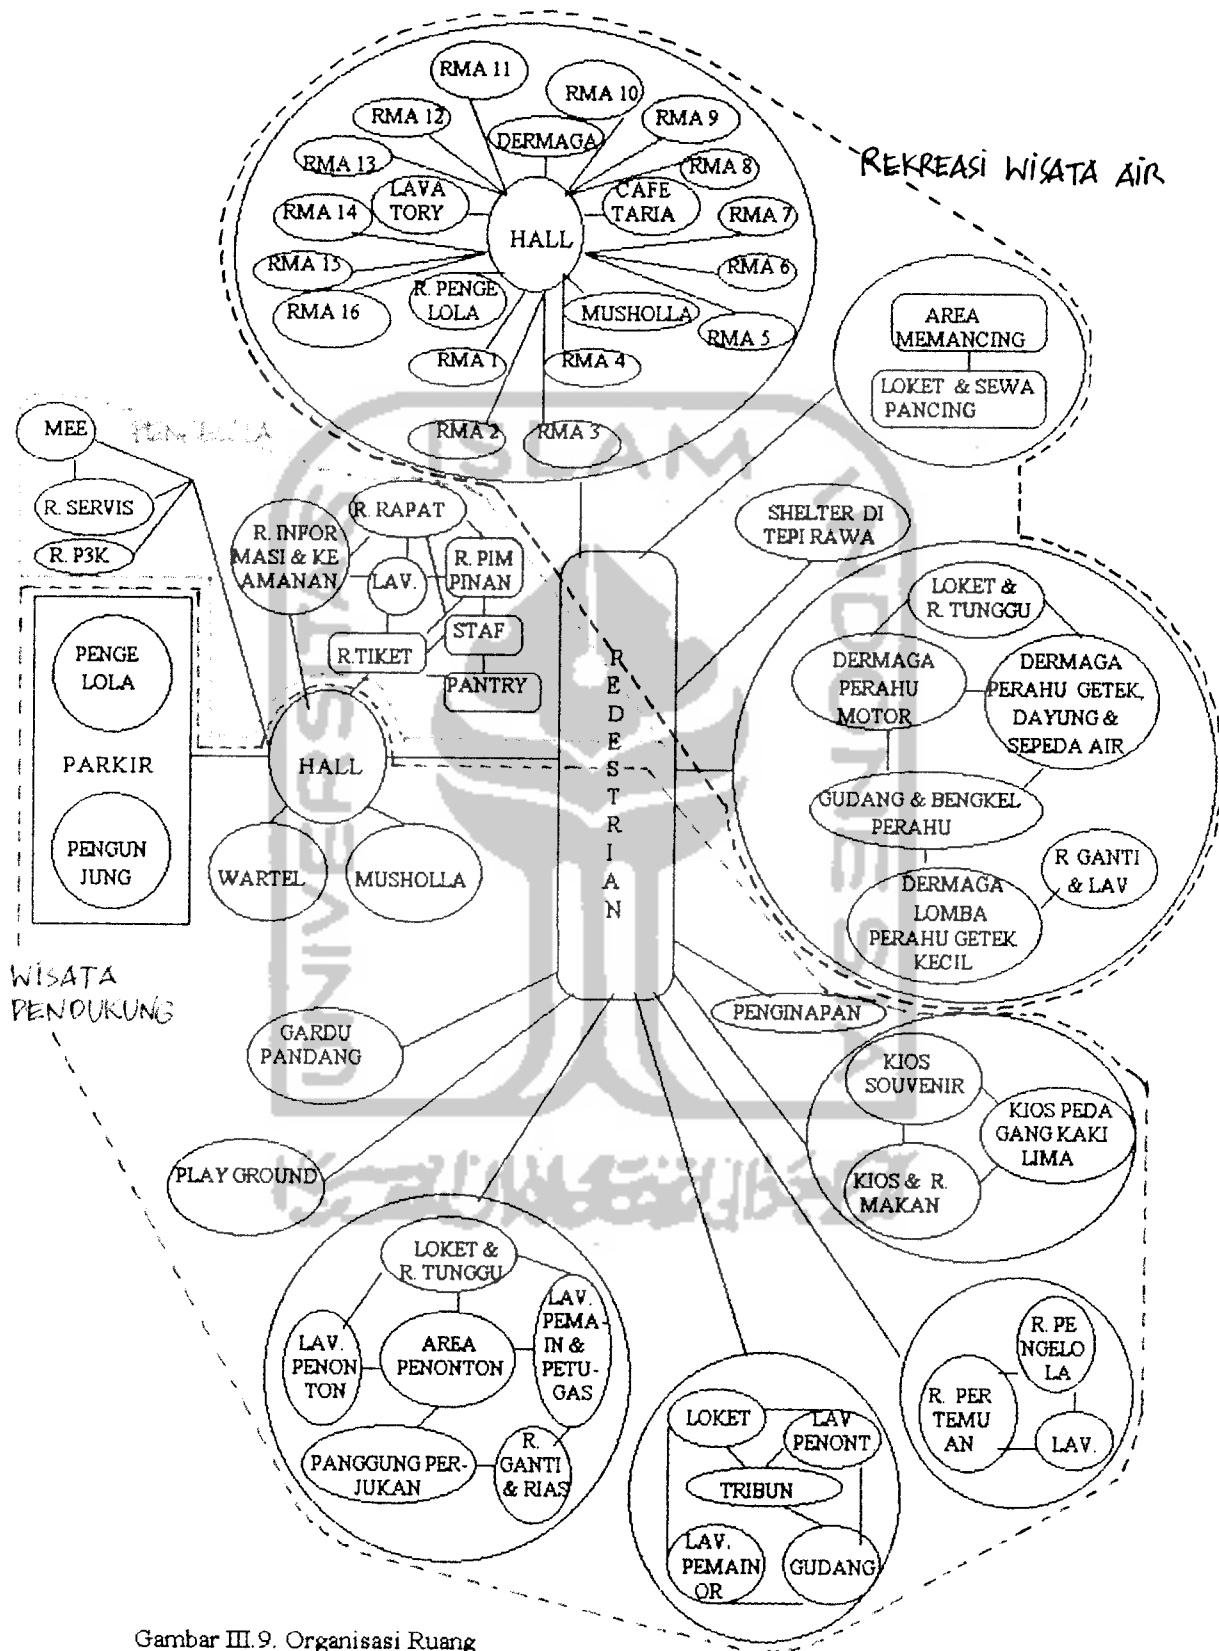 RMA 11
RMA 10
RMA 12
RMA 9
DERMAGA
RMA 13
RMA 8
REKREASI WISATA AIR
LAVA
TORY
CAFE
TARIA
RMA 14
RMA 7
HALL
RMA 15
RMA 6
R. PENGE
LOLA
RMA 16
MUSHOLLA
RMA 5
RMA 1
RMA 4
RMA 2
RMA 3
AREA
MEMANCING
LOKET & SEWA
PANCING
MEE
PENGELOLA
R. SERVIS
R. P3K
R. RAPAT
R. INFOR
MASI & KE
AMANAN
LAV.
R. PIM
PINAN
R.TIKET
STAF
PANTRY
SHELTER DI
TEPI RAWA
LOKET &
R. TUNGGU
DERMAGA
PERAHU
MOTOR
DERMAGA
PERAHU GETEK,
DAYUNG &
SEPEDA AIR
GUDANG & BENGKEL
PERAHU
R GANTI
& LAV
DERMAGA
LOMBA
PERAHU GETEK
KECIL
PENGE
LOLA
PARKIR
PENGUN
JUNG
HALL
WARTEL
MUSHOLLA
REDESTRIAN
UNIVERSITAS
ISLAM
INDONESIA
WISATA
PENDUKUNG
GARDU
PANDANG
PENGINAPAN
KIOS
SOUVENIR
KIOS PEDA
GANG KAKI
LIMA
KIOS & R.
MAKAN
PLAY GROUND
LOKET &
R. TUNGGU
LAV.
PENON
TON
AREA
PENONTON
LAV.
PEMA-
IN &
PETU-
GAS
PANGGUNG PER-
JUKAN
R.
GANTI
& RIAS
LOKET
LAV
PENONT
TRIBUN
LAV.
PEMAIN
OR
GUDANG
R. PE
NGELO
LA
R. PER
TEMU
AN
LAV.
Gambar III.9. Organisasi Ruang